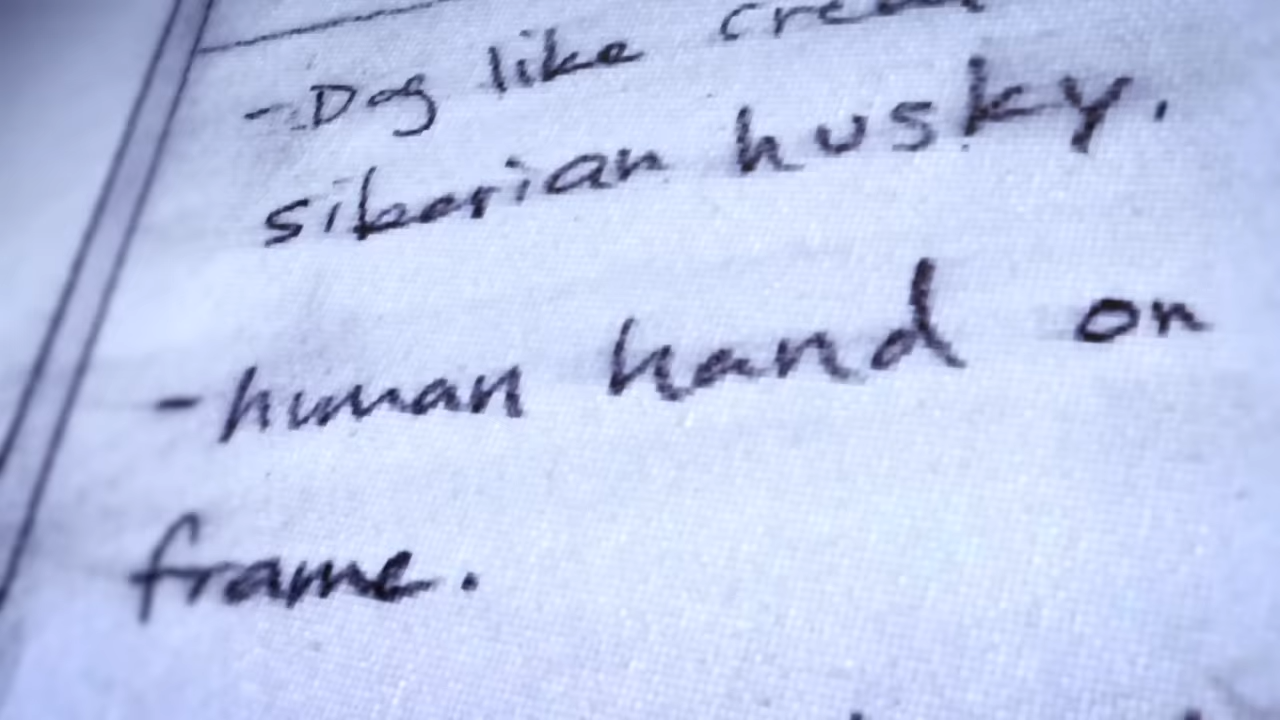 - Dog like
siberian husky.
- human hand on
frame.